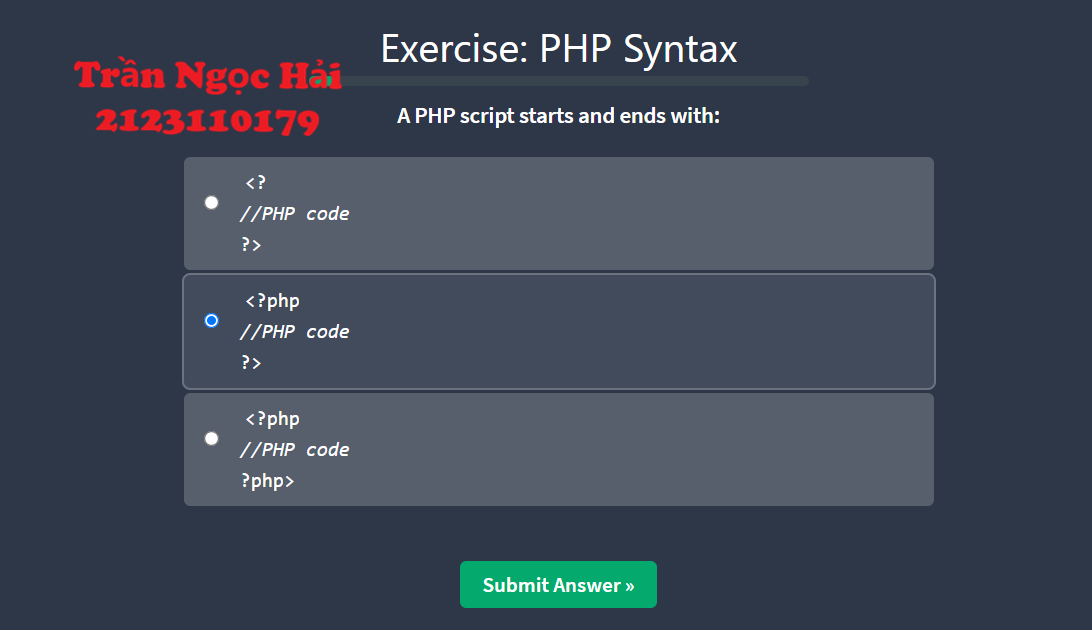 Exercise: PHP Syntax
Trần Ngọc Hải
2123110179
A PHP script starts and ends with:
<?
//PHP code
?>
<?php
//PHP code
?>
<?php
//PHP code
?php>
Submit Answer »